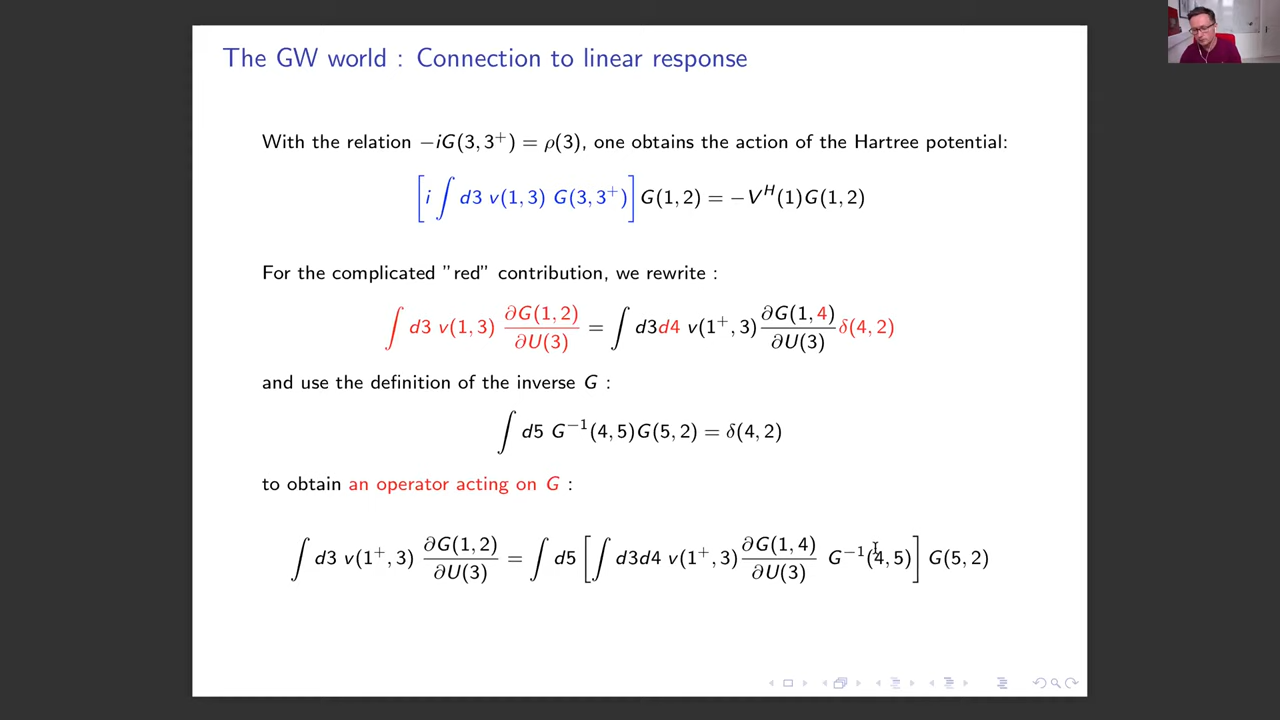 The GW world : Connection to linear response
With the relation −iG(3, 3⁺) = ρ(3), one obtains the action of the Hartree potential:
[i ∫ d3 v(1, 3) G(3, 3⁺)] G(1, 2) = −Vᴴ(1)G(1, 2)
For the complicated ”red” contribution, we rewrite :
∫ d3 v(1, 3) ∂G(1, 2)/∂U(3) = ∫ d3d4 v(1⁺, 3) ∂G(1, 4)/∂U(3) δ(4, 2)
and use the definition of the inverse G :
∫ d5 G⁻¹(4, 5)G(5, 2) = δ(4, 2)
to obtain an operator acting on G :
∫ d3 v(1⁺, 3) ∂G(1, 2)/∂U(3) = ∫ d5 [∫ d3d4 v(1⁺, 3) ∂G(1, 4)/∂U(3) G⁻¹(4, 5)] G(5, 2)